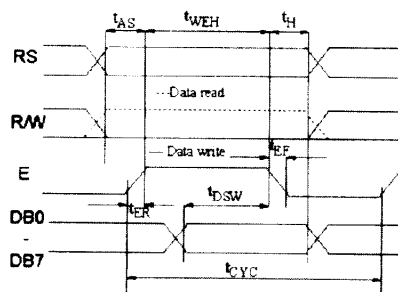 tAS tWEH tH
RS
---Data read
R/W
— Data write tEF
E
tER tDSW
DB0
-
DB7
tCYC